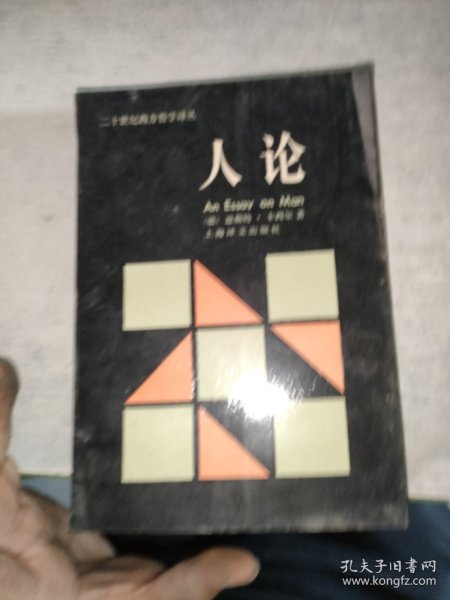 二十世纪西方哲学译丛
人论
An Essay on Man
〔德〕恩斯特·卡西尔 著
上海译文出版社
孔夫子旧书网
www.kongfz.com